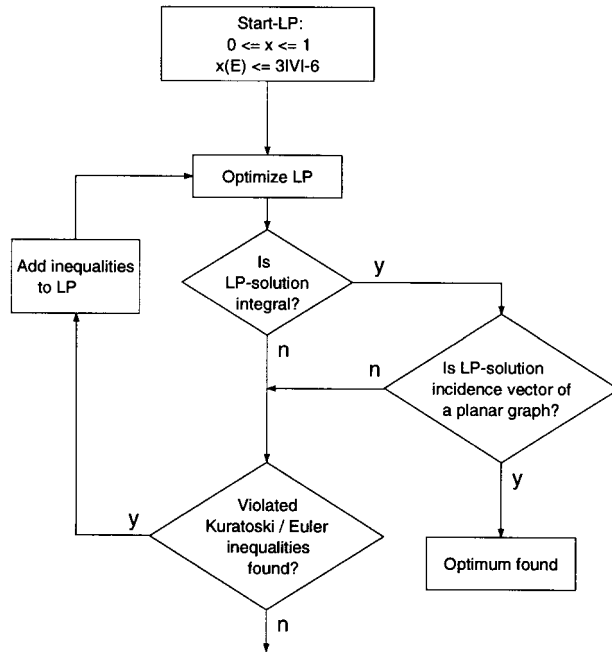 Start-LP:
0 <= x <= 1
x(E) <= 3|V|-6
Optimize LP
Add inequalities
to LP
Is
LP-solution
integral?
y
n
Is LP-solution
incidence vector of
a planar graph?
n
y
Violated
Kuratoski / Euler
inequalities
found?
y
Optimum found
n